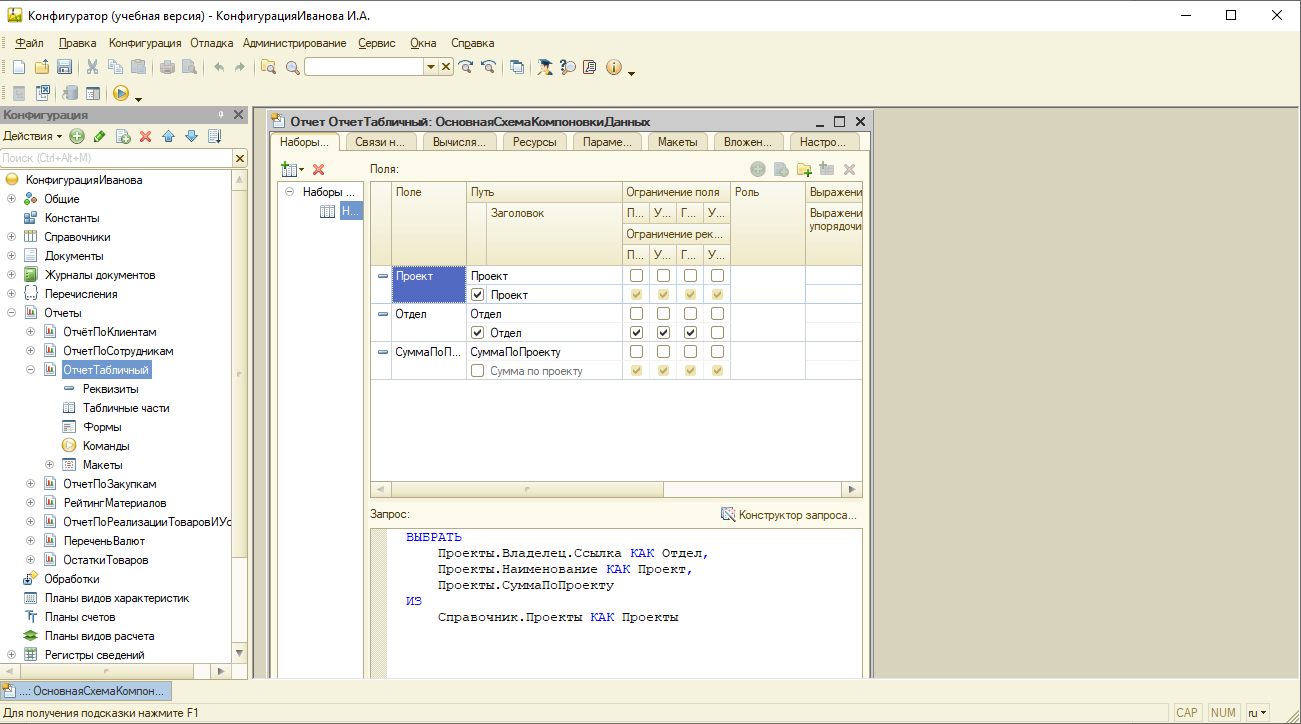 Конфигуратор (учебная версия) - КонфигурацияИванова И.А.
Файл Правка Конфигурация Отладка Администрирование Сервис Окна Справка
Конфигурация
Действия
Поиск (Ctrl+Alt+M)
КонфигурацияИванова
Общие
Константы
Справочники
Документы
Журналы документов
Перечисления
Отчеты
ОтчётПоКлиентам
ОтчетПоСотрудникам
ОтчетТабличный
Реквизиты
Табличные части
Формы
Команды
Макеты
ОтчетПоЗакупкам
РейтингМатериалов
ОтчетПоРеализацииТоваровИУс
ПереченьВалют
ОстаткиТоваров
Обработки
Планы видов характеристик
Планы счетов
Планы видов расчета
Регистры сведений
Отчет ОтчетТабличный: ОсновнаяСхемаКомпоновкиДанных
Наборы... Связи н... Вычисля... Ресурсы Параме... Макеты Вложен... Настро...
Наборы ...
Н...
Поля:
Поле Путь Ограничение поля Роль Выражени
Заголовок П... У... Г... У... Выражени
упорядочи
Ограничение рек...
П... У... Г... У...
Проект Проект
Проект
Отдел Отдел
Отдел
СуммаПоП... СуммаПоПроекту
Сумма по проекту
Запрос: Конструктор запроса...
ВЫБРАТЬ
Проекты.Владелец.Ссылка КАК Отдел,
Проекты.Наименование КАК Проект,
Проекты.СуммаПоПроекту
ИЗ
Справочник.Проекты КАК Проекты
...: ОсновнаяСхемаКомпон...
Для получения подсказки нажмите F1 CAP NUM ru